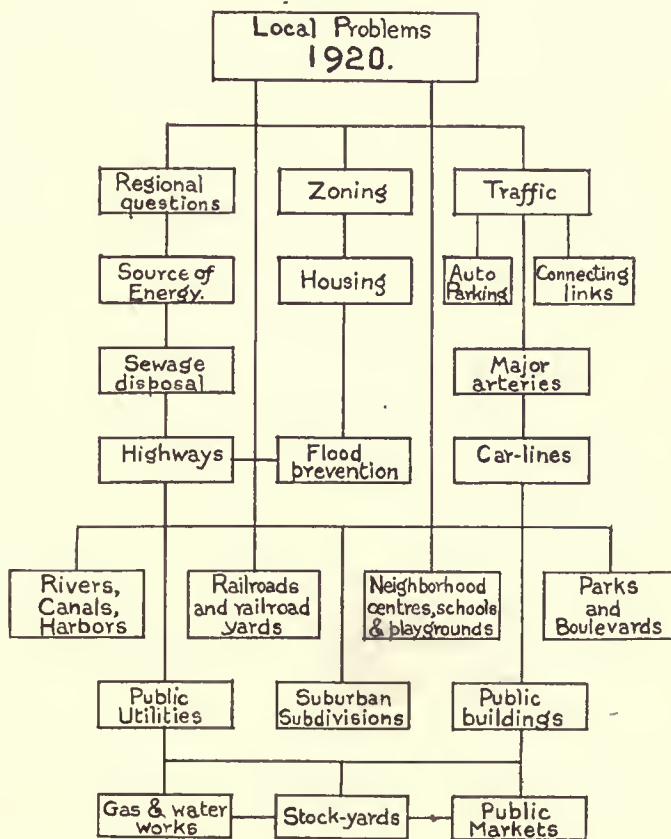 Local Problems
1920.
Regional
questions
Zoning
Traffic
Source of
Energy.
Housing
Auto
Parking
Connecting
links
Sewage
disposal
Major
arteries
Highways
Flood
prevention
Car-lines
Rivers,
Canals,
Harbors
Railroads
and railroad
yards
Neighborhood
centres, schools
& playgrounds
Parks
and
Boulevards
Public
Utilities
Suburban
Subdivisions
Public
buildings
Gas & water
works
Stock-yards
Public
Markets